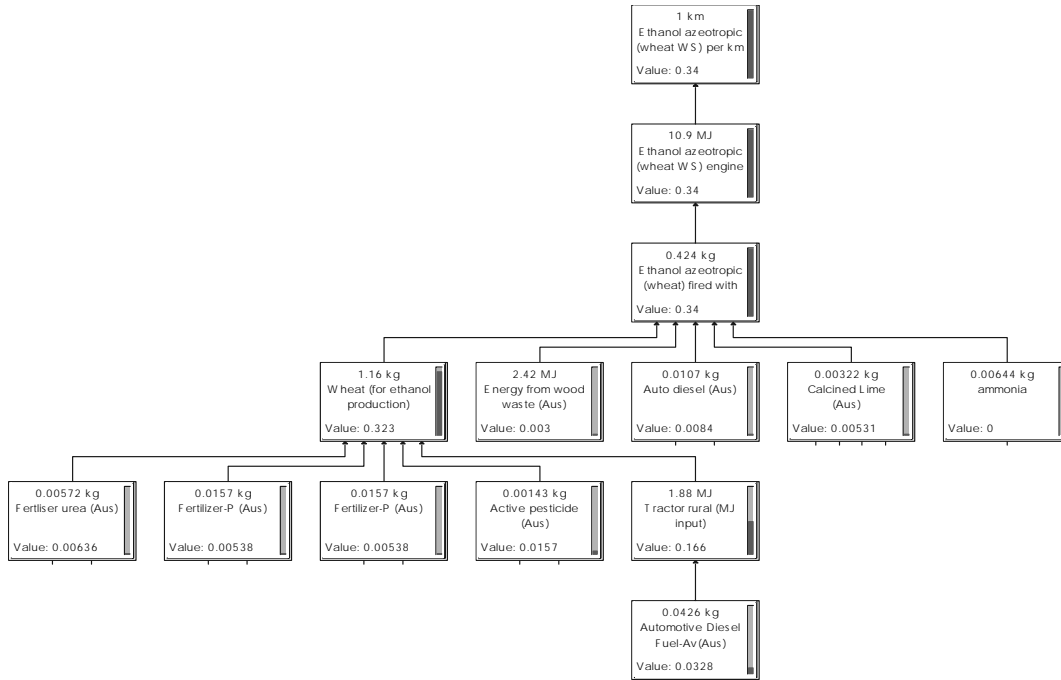 1 km
Ethanol azeotropic
(wheat WS) per km
Value: 0.34
10.9 MJ
Ethanol azeotropic
(wheat WS) engine
Value: 0.34
0.424 kg
Ethanol azeotropic
(wheat) fired with
Value: 0.34
1.16 kg
Wheat (for ethanol
production)
Value: 0.323
2.42 MJ
Energy from wood
waste (Aus)
Value: 0.003
0.0107 kg
Auto diesel (Aus)
Value: 0.0084
0.00322 kg
Calcined Lime
(Aus)
Value: 0.00531
0.00644 kg
ammonia
Value: 0
0.00572 kg
Fertliser urea (Aus)
Value: 0.00636
0.0157 kg
Fertilizer-P (Aus)
Value: 0.00538
0.0157 kg
Fertilizer-P (Aus)
Value: 0.00538
0.00143 kg
Active pesticide
(Aus)
Value: 0.0157
1.88 MJ
Tractor rural (MJ
input)
Value: 0.166
0.0426 kg
Automotive Diesel
Fuel-Av(Aus)
Value: 0.0328